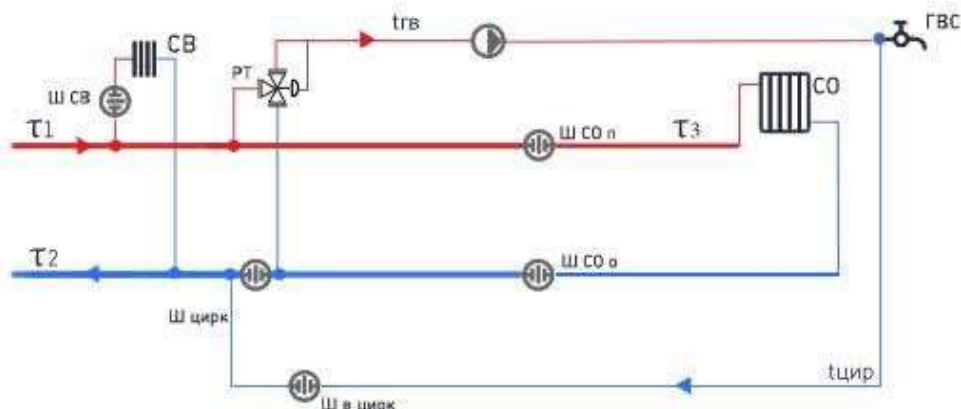 tгв
ГВС
СВ
РТ
Ш СВ
СО
τ1
Ш СО п
τ3
τ2
Ш СО о
Ш цирк
tцир
Ш в цирк